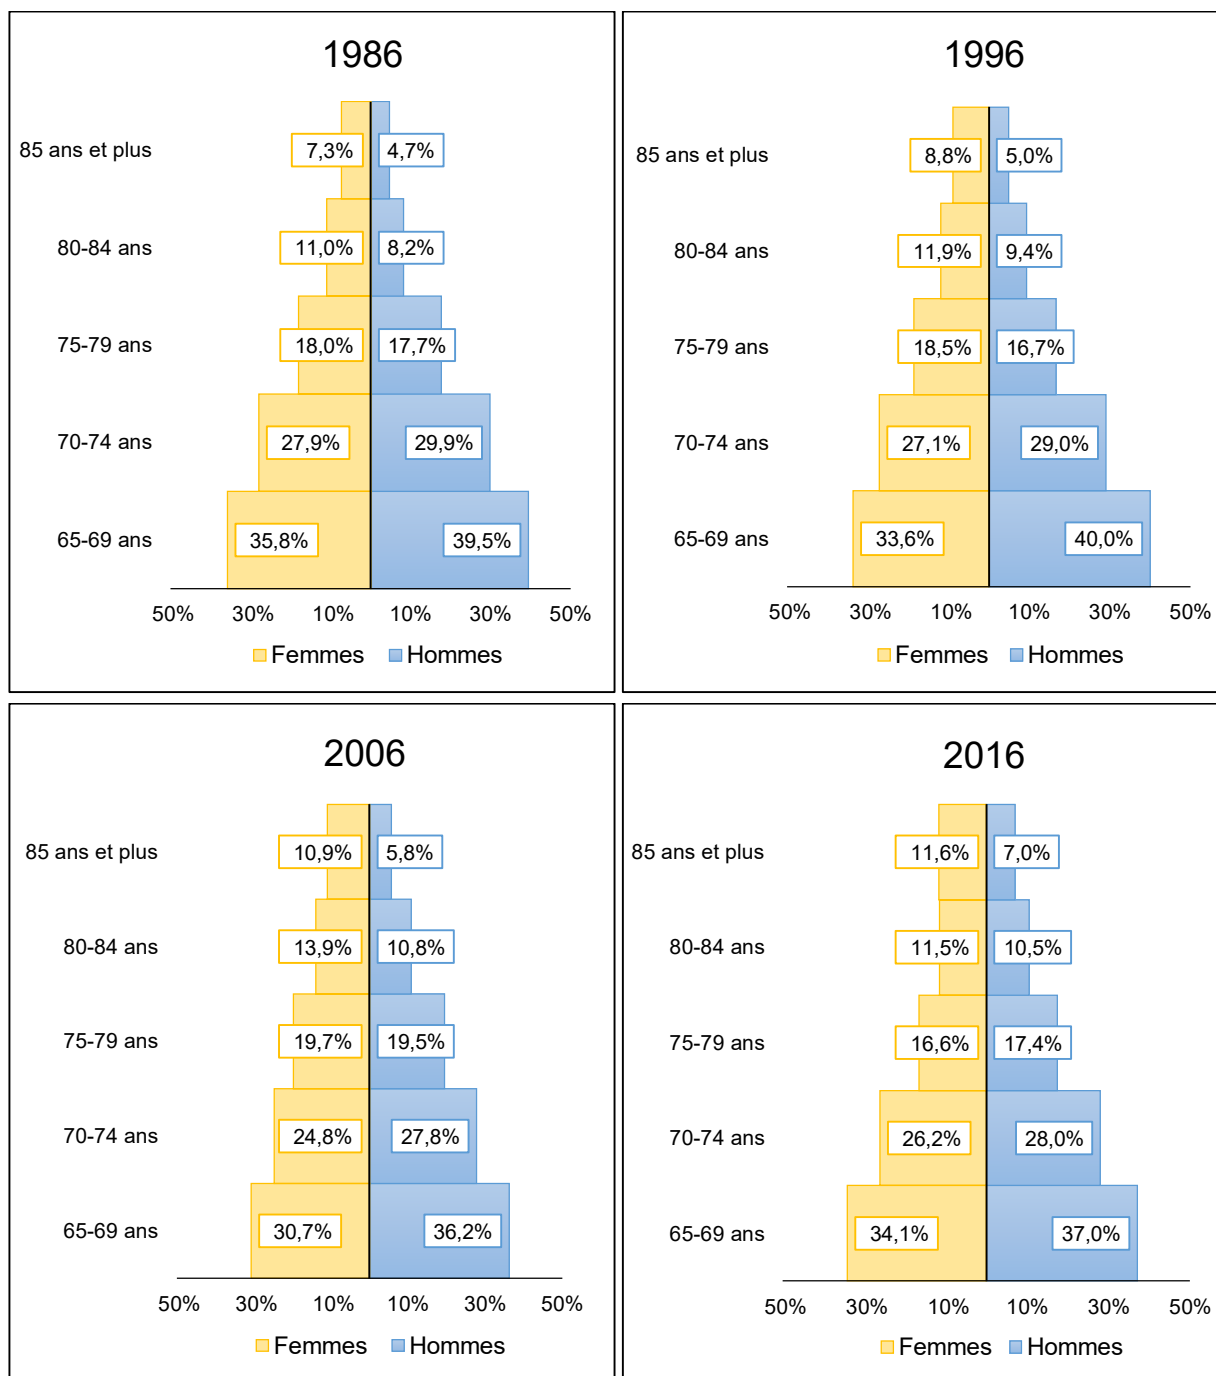 1986
85 ans et plus 7,3% 4,7%
80-84 ans 11,0% 8,2%
75-79 ans 18,0% 17,7%
70-74 ans 27,9% 29,9%
65-69 ans 35,8% 39,5%
50% 30% 10% 10% 30% 50%
Femmes Hommes
1996
85 ans et plus 8,8% 5,0%
80-84 ans 11,9% 9,4%
75-79 ans 18,5% 16,7%
70-74 ans 27,1% 29,0%
65-69 ans 33,6% 40,0%
50% 30% 10% 10% 30% 50%
Femmes Hommes
2006
85 ans et plus 10,9% 5,8%
80-84 ans 13,9% 10,8%
75-79 ans 19,7% 19,5%
70-74 ans 24,8% 27,8%
65-69 ans 30,7% 36,2%
50% 30% 10% 10% 30% 50%
Femmes Hommes
2016
85 ans et plus 11,6% 7,0%
80-84 ans 11,5% 10,5%
75-79 ans 16,6% 17,4%
70-74 ans 26,2% 28,0%
65-69 ans 34,1% 37,0%
50% 30% 10% 10% 30% 50%
Femmes Hommes